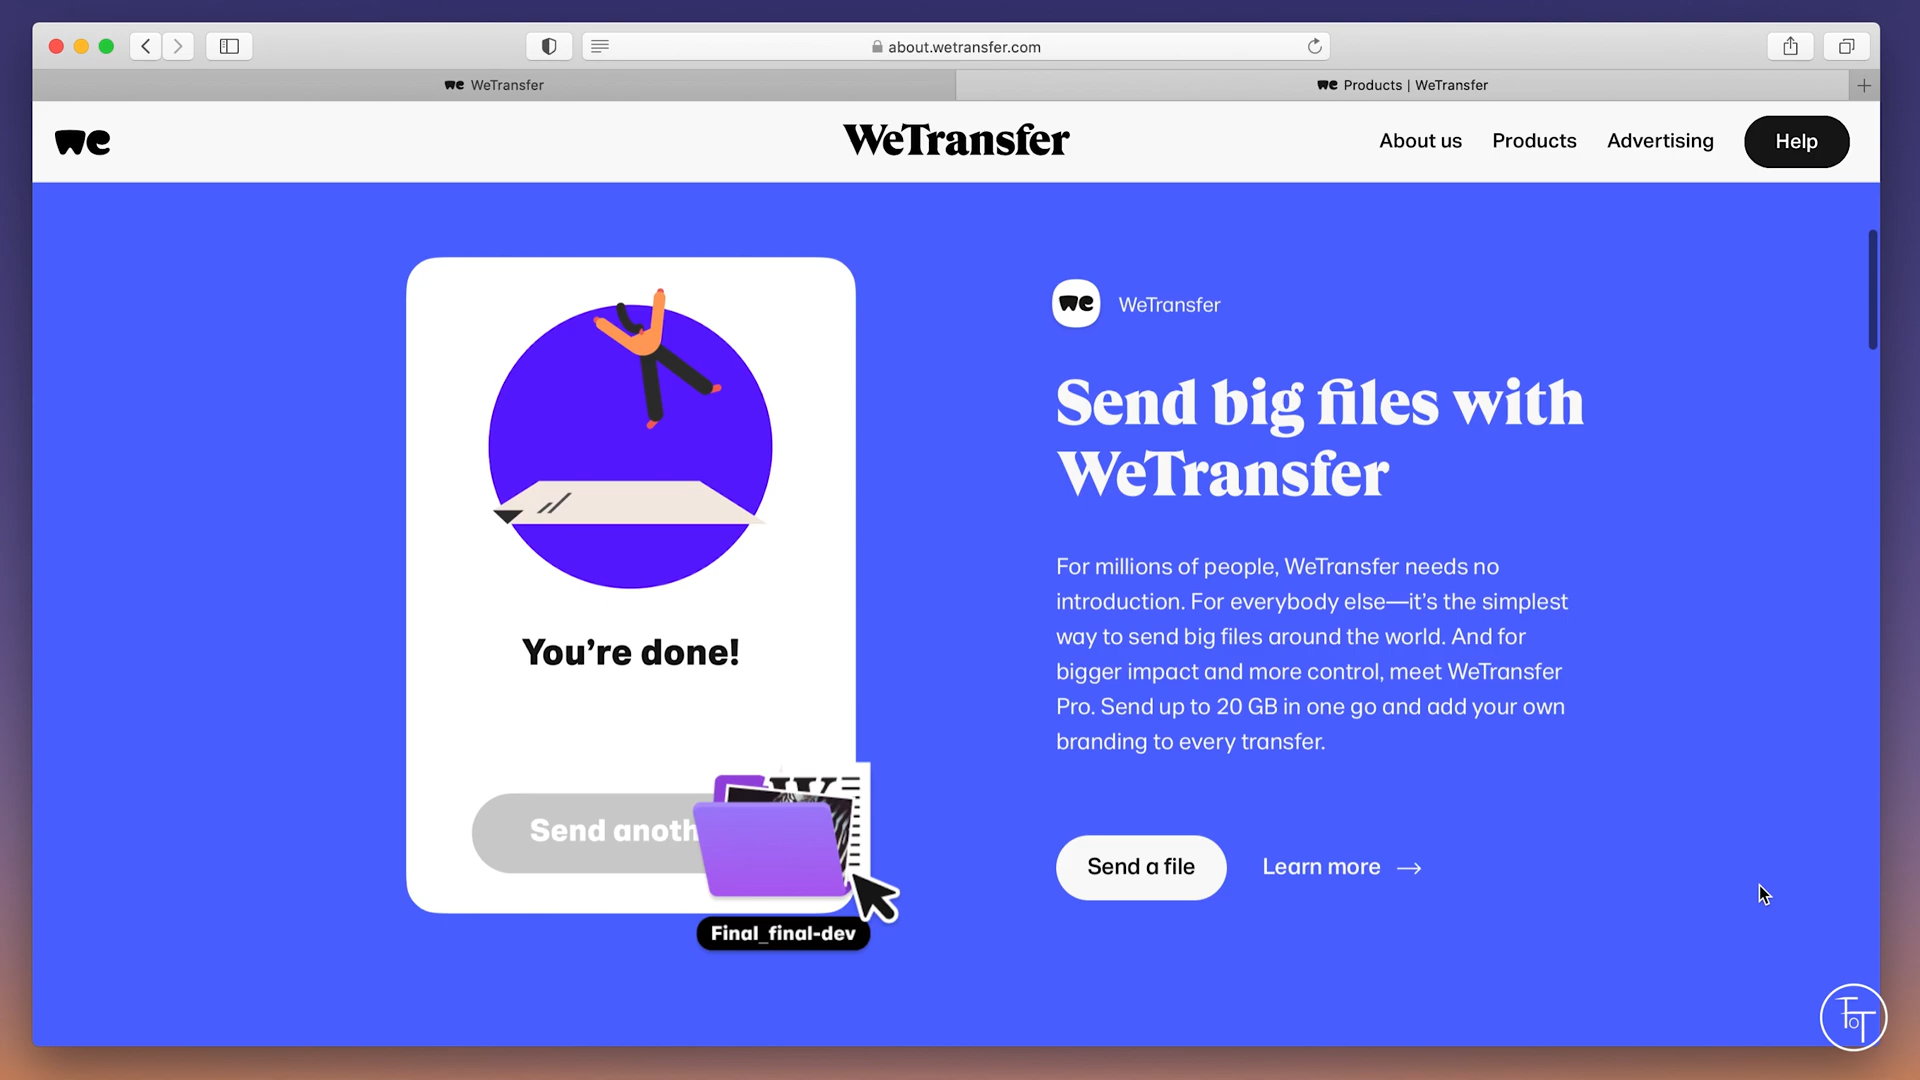 about.wetransfer.com
we WeTransfer
we Products | WeTransfer
we
WeTransfer
About us
Products
Advertising
Help
we WeTransfer
Send big files with
WeTransfer
For millions of people, WeTransfer needs no
introduction. For everybody else—it's the simplest
way to send big files around the world. And for
bigger impact and more control, meet WeTransfer
Pro. Send up to 20 GB in one go and add your own
branding to every transfer.
Send a file
Learn more →
You're done!
Send anoth
W
Final_final-dev
ToT